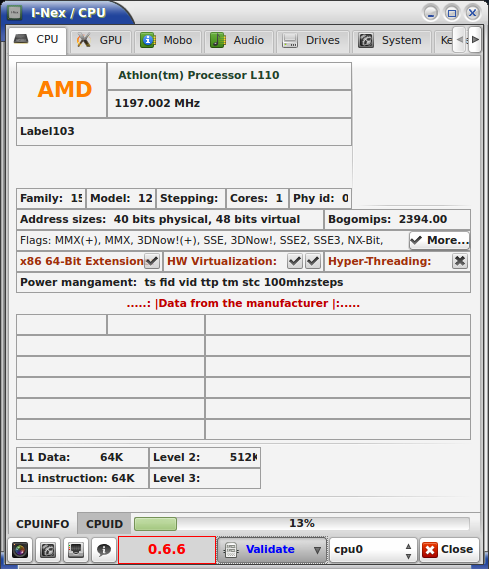 I-Nex / CPU
CPU GPU Mobo Audio Drives System
AMD
Athlon(tm) Processor L110
1197.002 MHz
Label103
Family: Model: 12 Stepping: Cores: 1 Phy id:
Address sizes: 40 bits physical, 48 bits virtual Bogomips: 2394.00
Flags: MMX(+), MMX, 3DNow!(+), SSE, 3DNow!, SSE2, SSE3, NX-Bit, More...
x86 64-Bit Extension HW Virtualization: Hyper-Threading:
Power mangament: ts fid vid ttp tm stc 100mhzsteps
.....: |Data from the manufacturer |:.....
L1 Data: 64K Level 2: 512K
L1 instruction: 64K Level 3:
CPUINFO CPUID 13%
0.6.6 Validate cpu0 Close